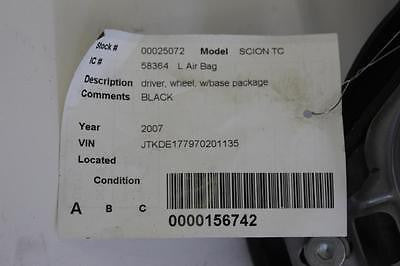 Stock # 00025072 Model SCION TC
IC # 58364 L Air Bag
Description driver, wheel, w/base package
Comments BLACK
Year 2007
VIN JTKDE177970201135
Located
Condition
A B C 0000156742